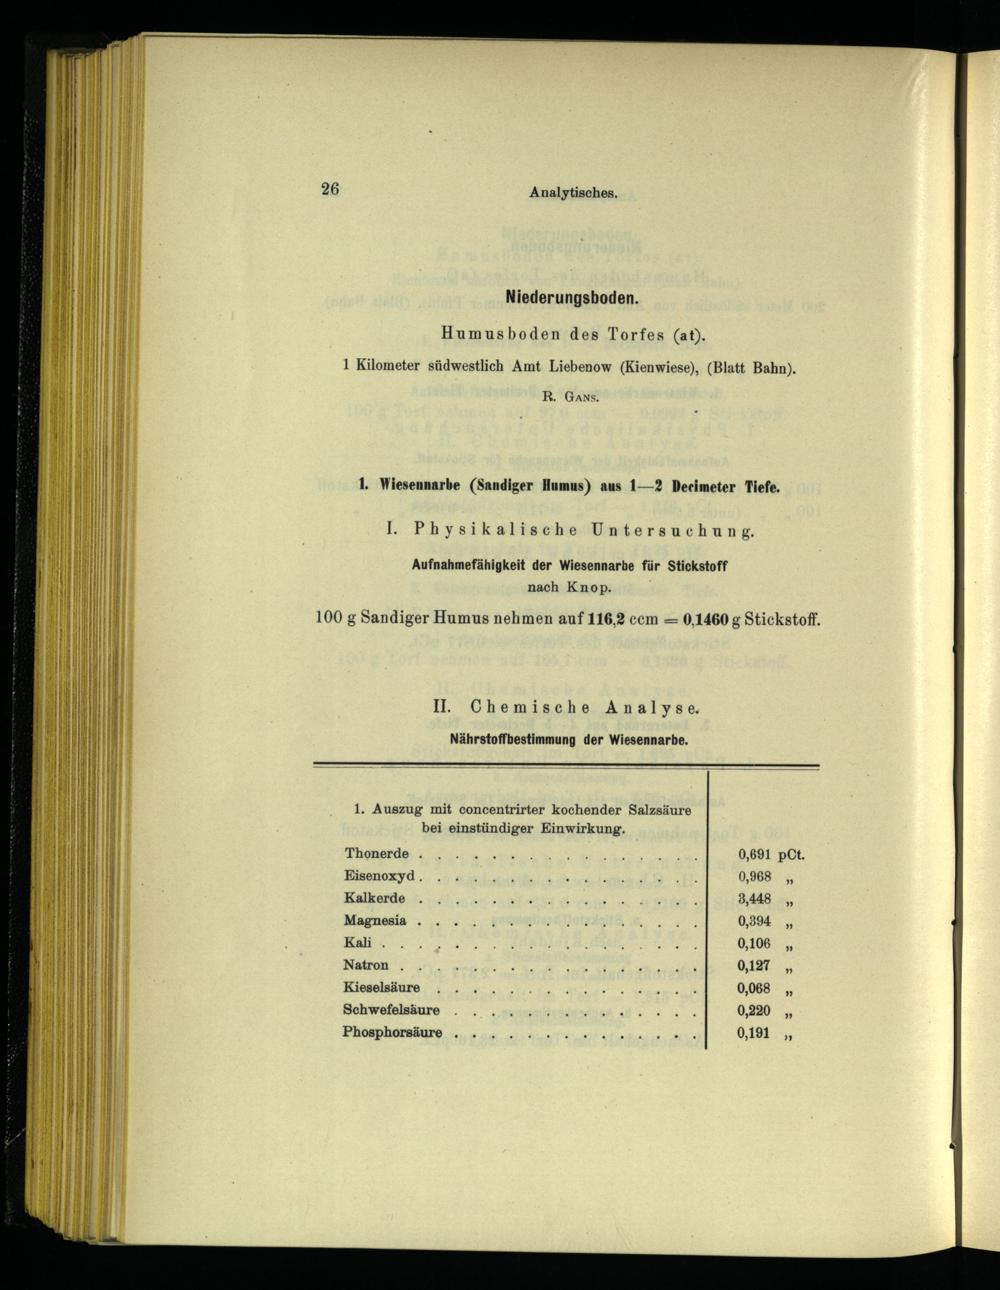 26
Analytisches.
Niederungsboden.
Humusboden des Torfes (at).
1 Kilometer südwestlich Amt Liebenow (Kienwiese), (Blatt Bahn).
R. Gans.
1. Wiesennarbe (Sandiger Humus) aus 1—2 Decimeter Tiefe.
I. Physikalische Untersuchung.
Aufnahmefähigkeit der Wiesennarbe für Stickstoff
nach Knop.
100 g Sandiger Humus nehmen auf 116,2 ccm = 0,1460 g Stickstoff.
II. Chemische Analyse.
Nährstoffbestimmung der Wiesennarbe.
1. Auszug mit concentrirter kochender Salzsäure
bei einstündiger Einwirkung.
Thonerde . . . . . . . . . . . . . 0,691 pCt.
Eisenoxyd . . . . . . . . . . . . . 0,968 „
Kalkerde . . . . . . . . . . . . . 3,448 „
Magnesia . . . . . . . . . . . . . 0,394 „
Kali . . . . . . . . . . . . . . . 0,106 „
Natron . . . . . . . . . . . . . . 0,127 „
Kieselsäure . . . . . . . . . . . . 0,068 „
Schwefelsäure . . . . . . . . . . . 0,220 „
Phosphorsäure . . . . . . . . . . . 0,191 „